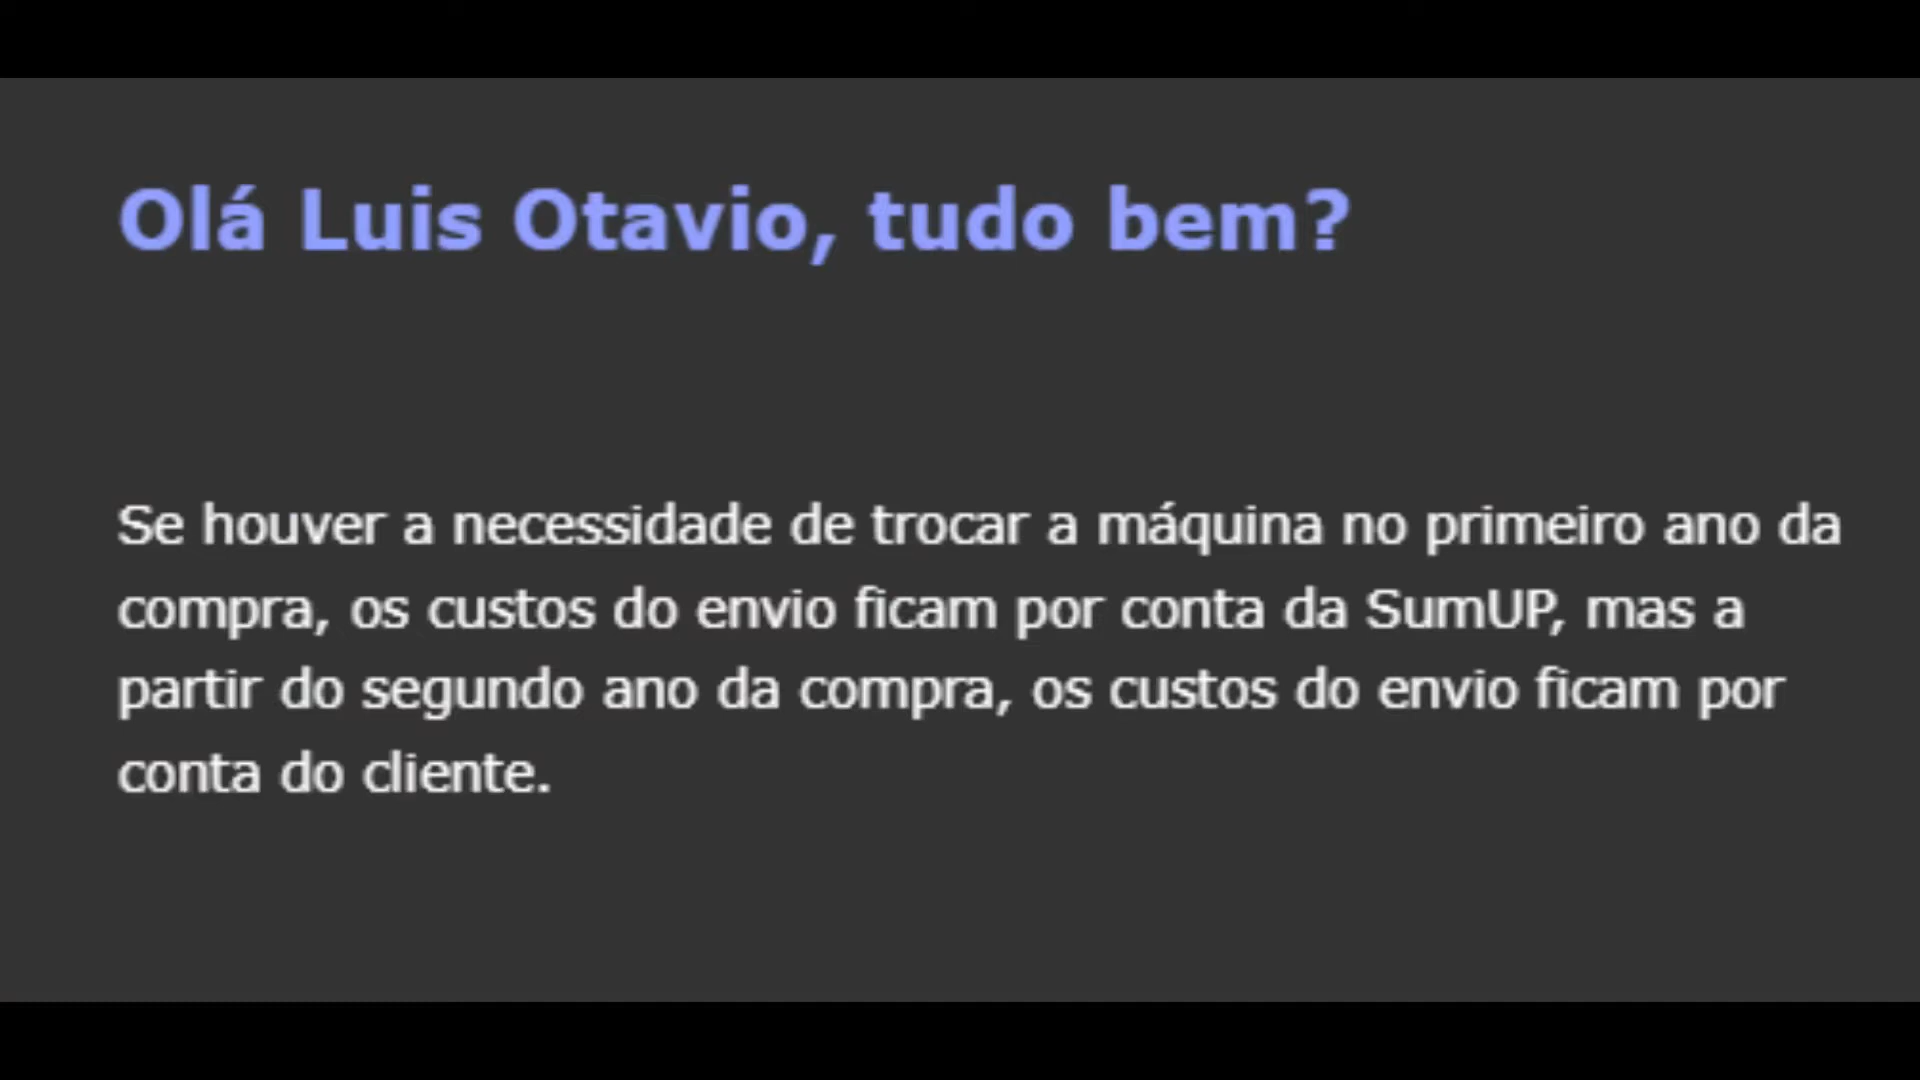 Olá Luis Otavio, tudo bem?
Se houver a necessidade de trocar a máquina no primeiro ano da
compra, os custos do envio ficam por conta da SumUP, mas a
partir do segundo ano da compra, os custos do envio ficam por
conta do cliente.